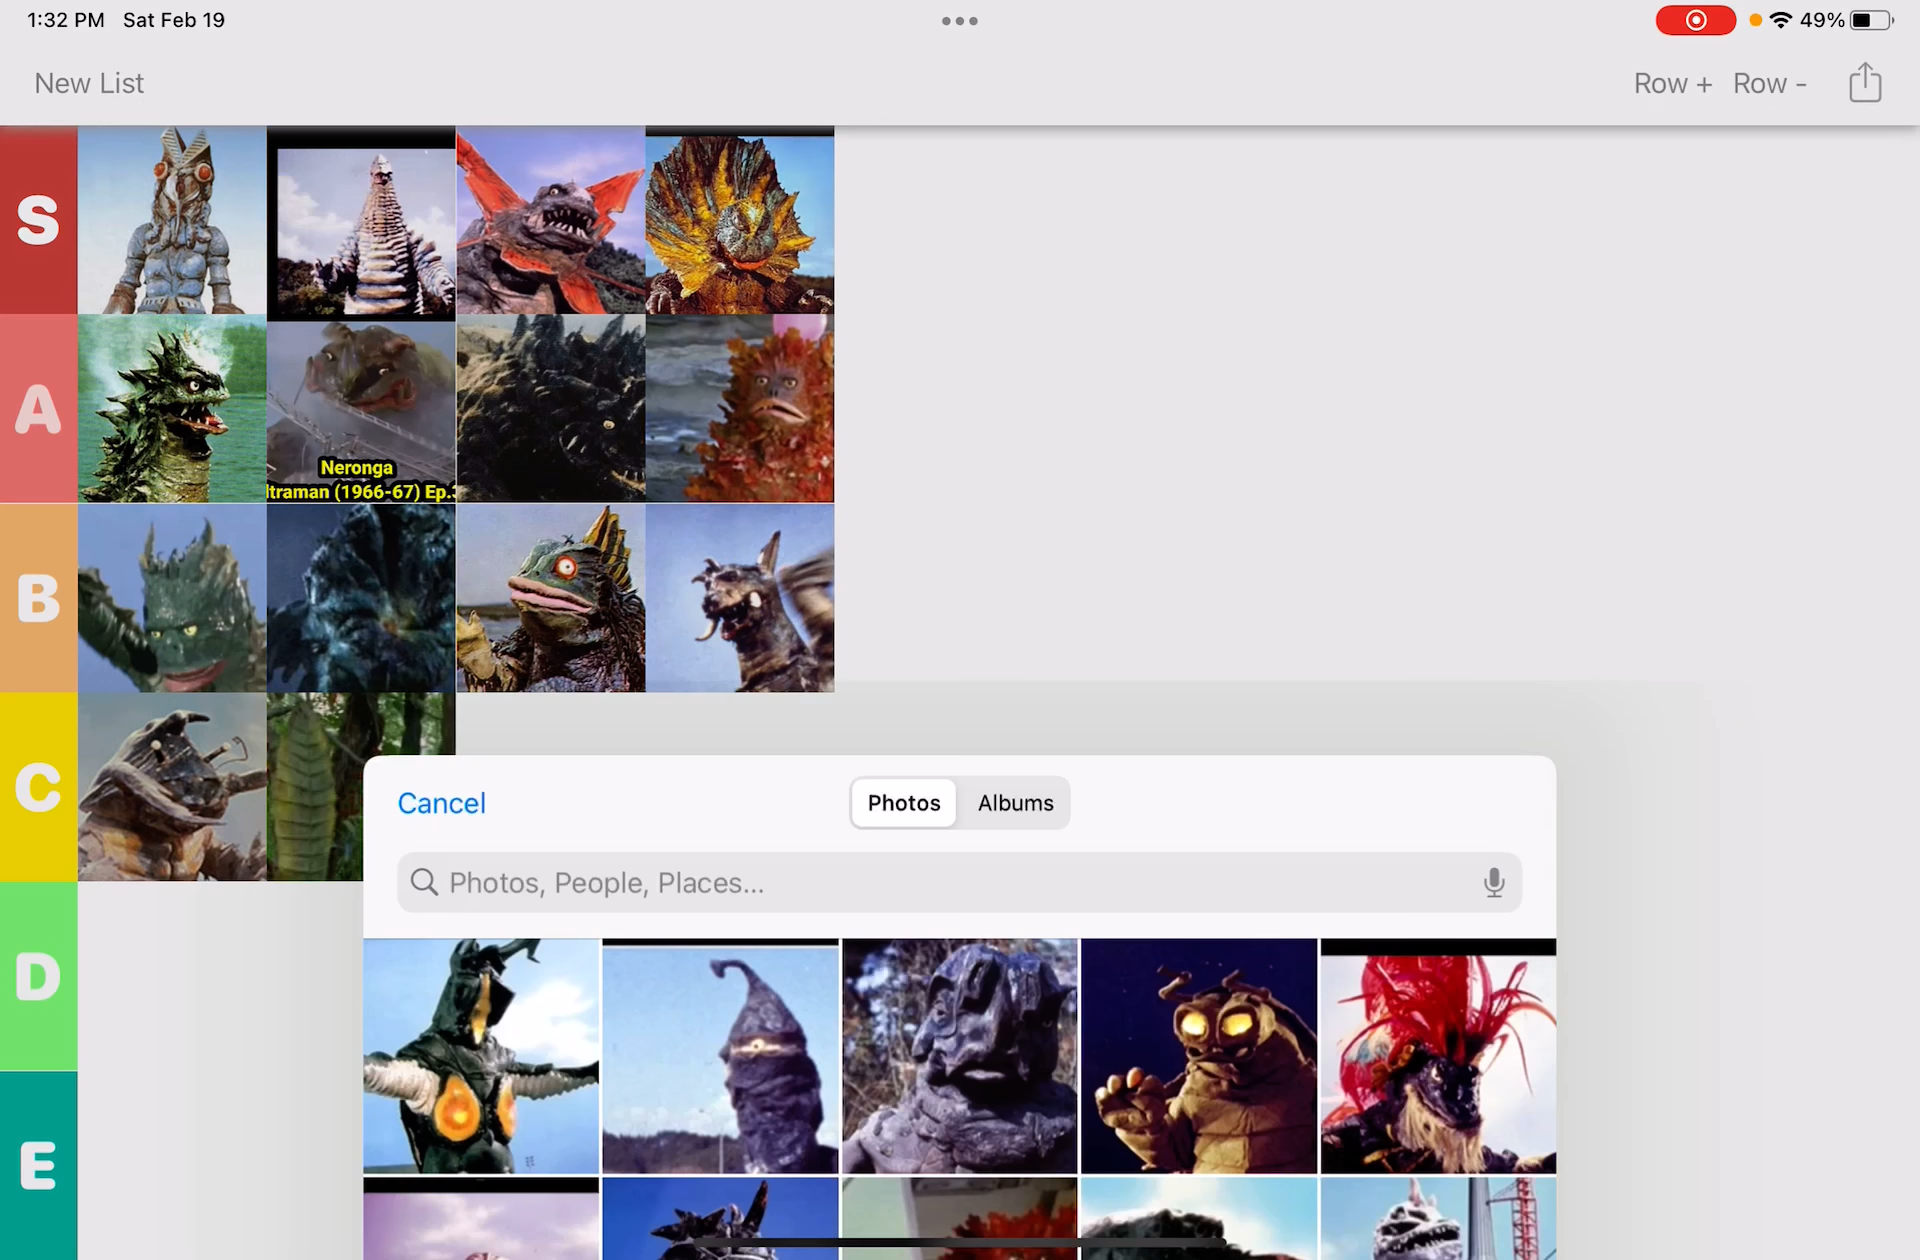 1:32 PM Sat Feb 19
49%
New List
Row + Row -
S
A
Neronga
ltraman (1966-67) Ep.
B
C
Cancel
Photos
Albums
Photos, People, Places...
D
E